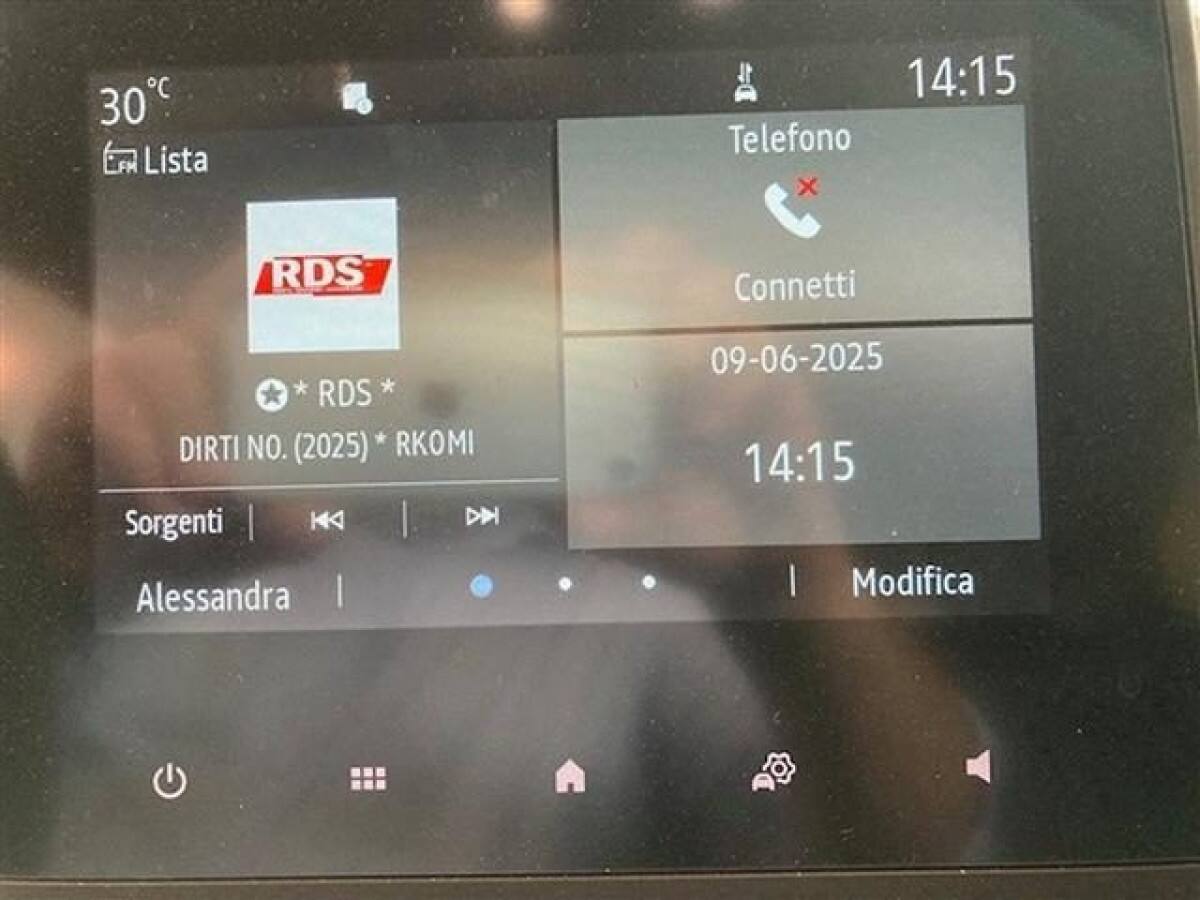 30°C
14:15
FM Lista
RDS
* RDS *
DIRTI NO. (2025) * RKOMI
Sorgenti
Telefono
Connetti
09-06-2025
14:15
Alessandra
Modifica